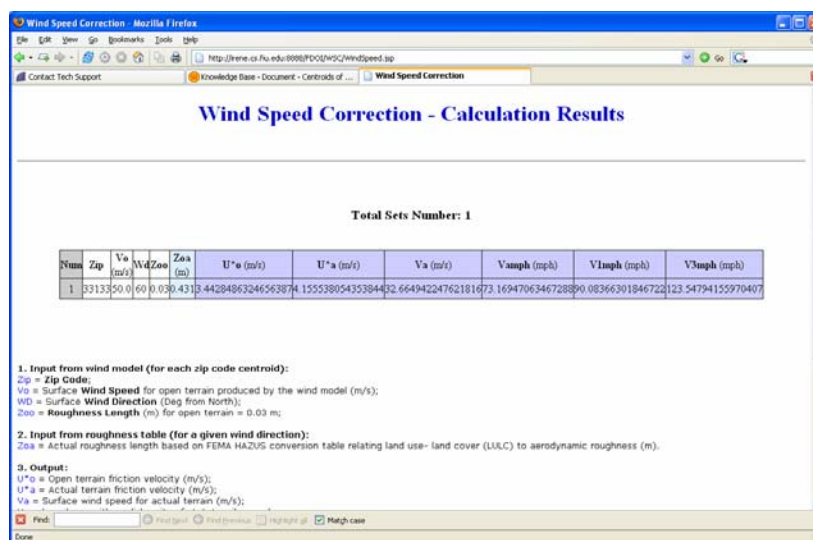 Wind Speed Correction - Mozilla Firefox
File Edit View Go Bookmarks Tools Help
http://irene.cs.fiu.edu:8088/PDOI/WSC/WindSpeed.jsp Go
Contact Tech Support Knowledge Base - Document - Centroids of ... Wind Speed Correction
Wind Speed Correction - Calculation Results
Total Sets Number: 1
Num Zip Vo (m/s) Wd Zoo Zoa (m) U*o (m/s) U*a (m/s) Va (m/s) Vamph (mph) V1mph (mph) V3mph (mph)
1 33133 50.0 60 0.03 0.431 3.4428486324656387 4.155538054353844 32.664942247621816 73.16947063467288 90.08366301846722 123.54794155970407
1. Input from wind model (for each zip code centroid):
Zip = Zip Code;
Vo = Surface Wind Speed for open terrain produced by the wind model (m/s);
WD = Surface Wind Direction (Deg from North);
Zoo = Roughness Length (m) for open terrain = 0.03 m;
2. Input from roughness table (for a given wind direction):
Zoa = Actual roughness length based on FEMA HAZUS conversion table relating land use- land cover (LULC) to aerodynamic roughness (m).
3. Output:
U*o = Open terrain friction velocity (m/s);
U*a = Actual terrain friction velocity (m/s);
Va = Surface wind speed for actual terrain (m/s);
Find: Find Next Find Previous Highlight all Match case
Done